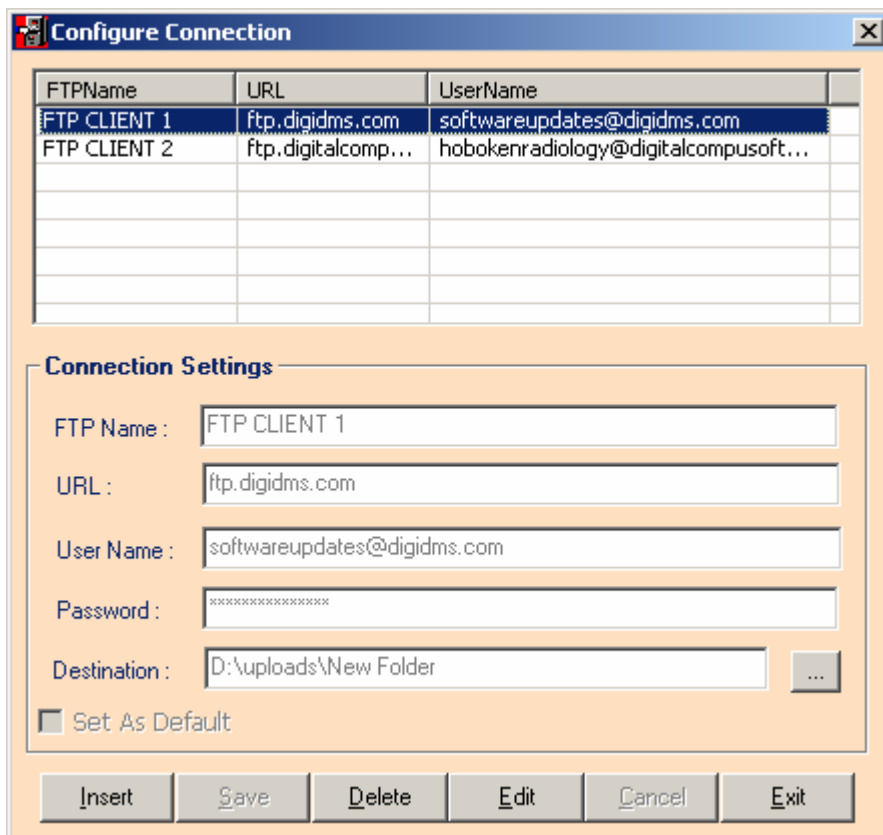 Configure Connection
FTPName URL UserName
FTP CLIENT 1 ftp.digidms.com softwareupdates@digidms.com
FTP CLIENT 2 ftp.digitalcomp... hobokenradiology@digitalcompusoft...
Connection Settings
FTP Name : FTP CLIENT 1
URL : ftp.digidms.com
User Name : softwareupdates@digidms.com
Password : ***************
Destination : D:\uploads\New Folder ...
Set As Default
Insert Save Delete Edit Cancel Exit